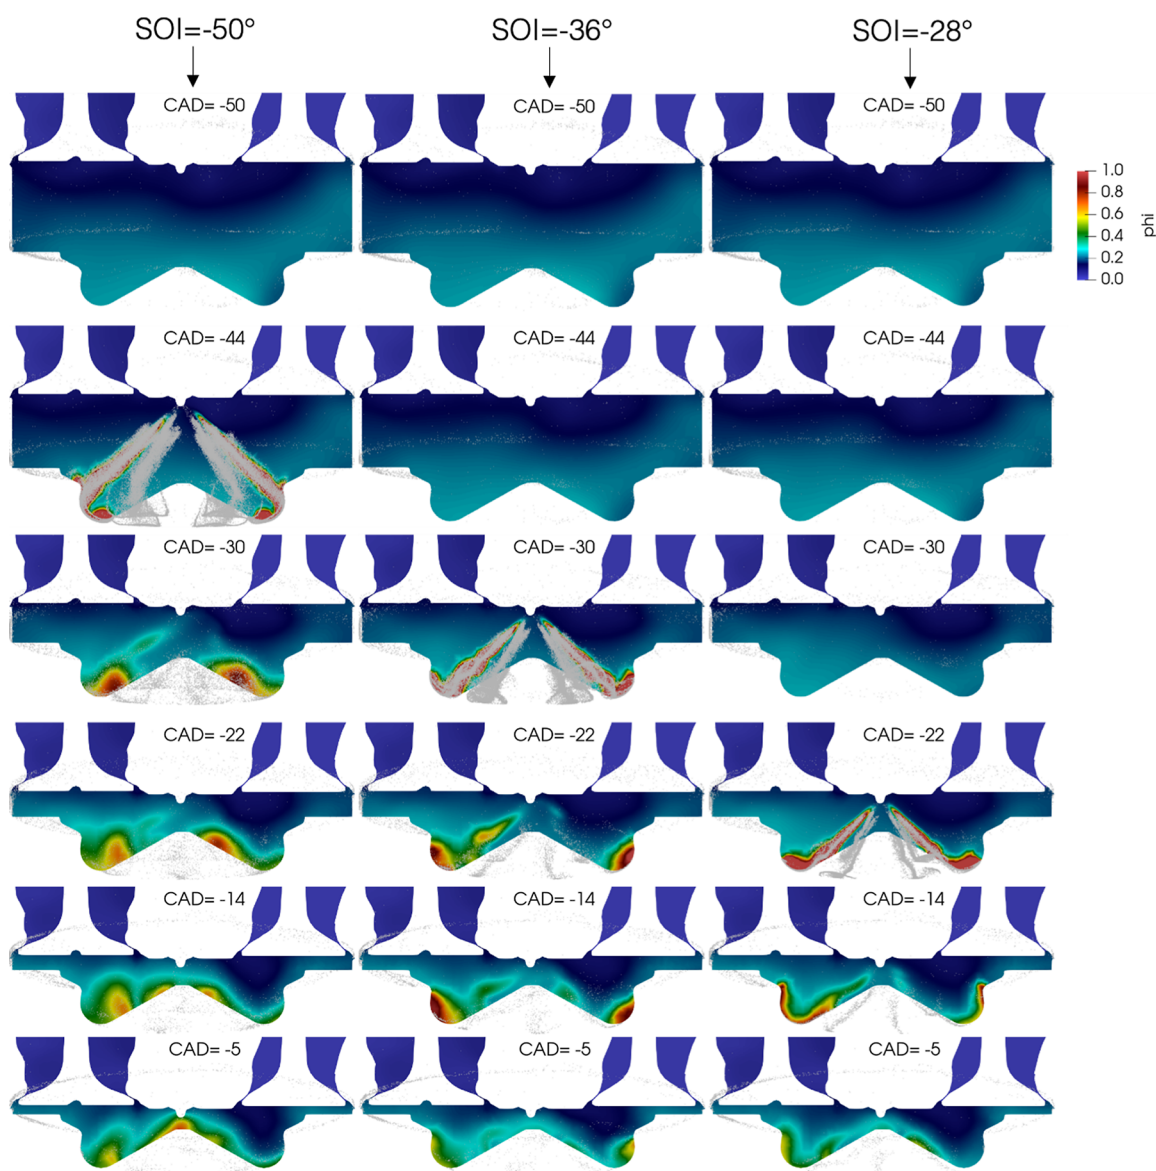 SOI=-50° SOI=-36° SOI=-28°
CAD= -50 CAD= -50 CAD= -50
1.0
0.8
0.6
0.4
0.2
0.0
phi
CAD= -44 CAD= -44 CAD= -44
CAD= -30 CAD= -30 CAD= -30
CAD= -22 CAD= -22 CAD= -22
CAD= -14 CAD= -14 CAD= -14
CAD= -5 CAD= -5 CAD= -5